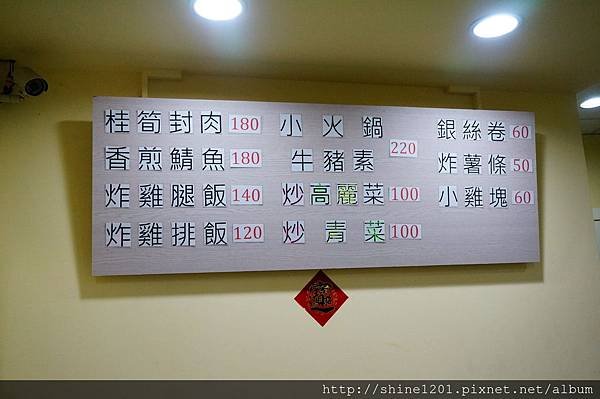 桂筍封肉 180
香煎鯖魚 180
炸雞腿飯 140
炸雞排飯 120
小火鍋
牛豬素 220
炒高麗菜 100
炒青菜 100
銀絲卷 60
炸薯條 50
小雞塊 60
http://shine1201.pixnet.net/album